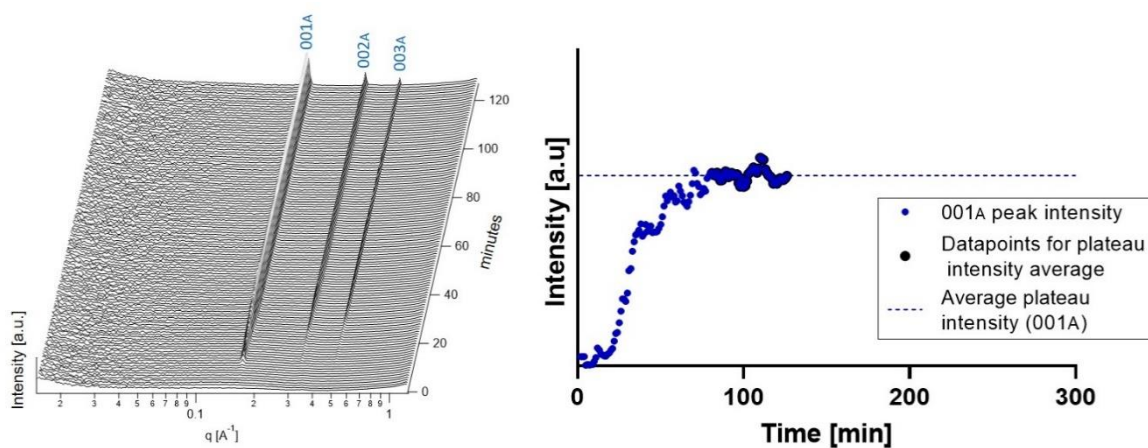 001A
002A
003A
120
100
80
60
40
20
0
minutes
Intensity [a.u.]
2 3 4 5 6 7 8 9 2 3 4 5 6 7 8 9
0.1 1
q [A⁻¹]
Intensity [a.u]
001A peak intensity
Datapoints for plateau
intensity average
Average plateau
intensity (001A)
0 100 200 300
Time [min]